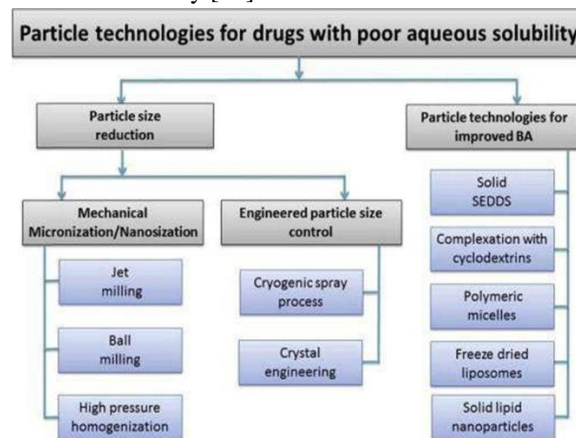 Particle technologies for drugs with poor aqueous solubility
Particle size
reduction
Particle technologies for
improved BA
Mechanical
Micronization/Nanosization
Engineered particle size
control
Jet
milling
Ball
milling
High pressure
homogenization
Cryogenic spray
process
Crystal
engineering
Solid
SEDDS
Complexation with
cyclodextrins
Polymeric
micelles
Freeze dried
liposomes
Solid lipid
nanoparticles